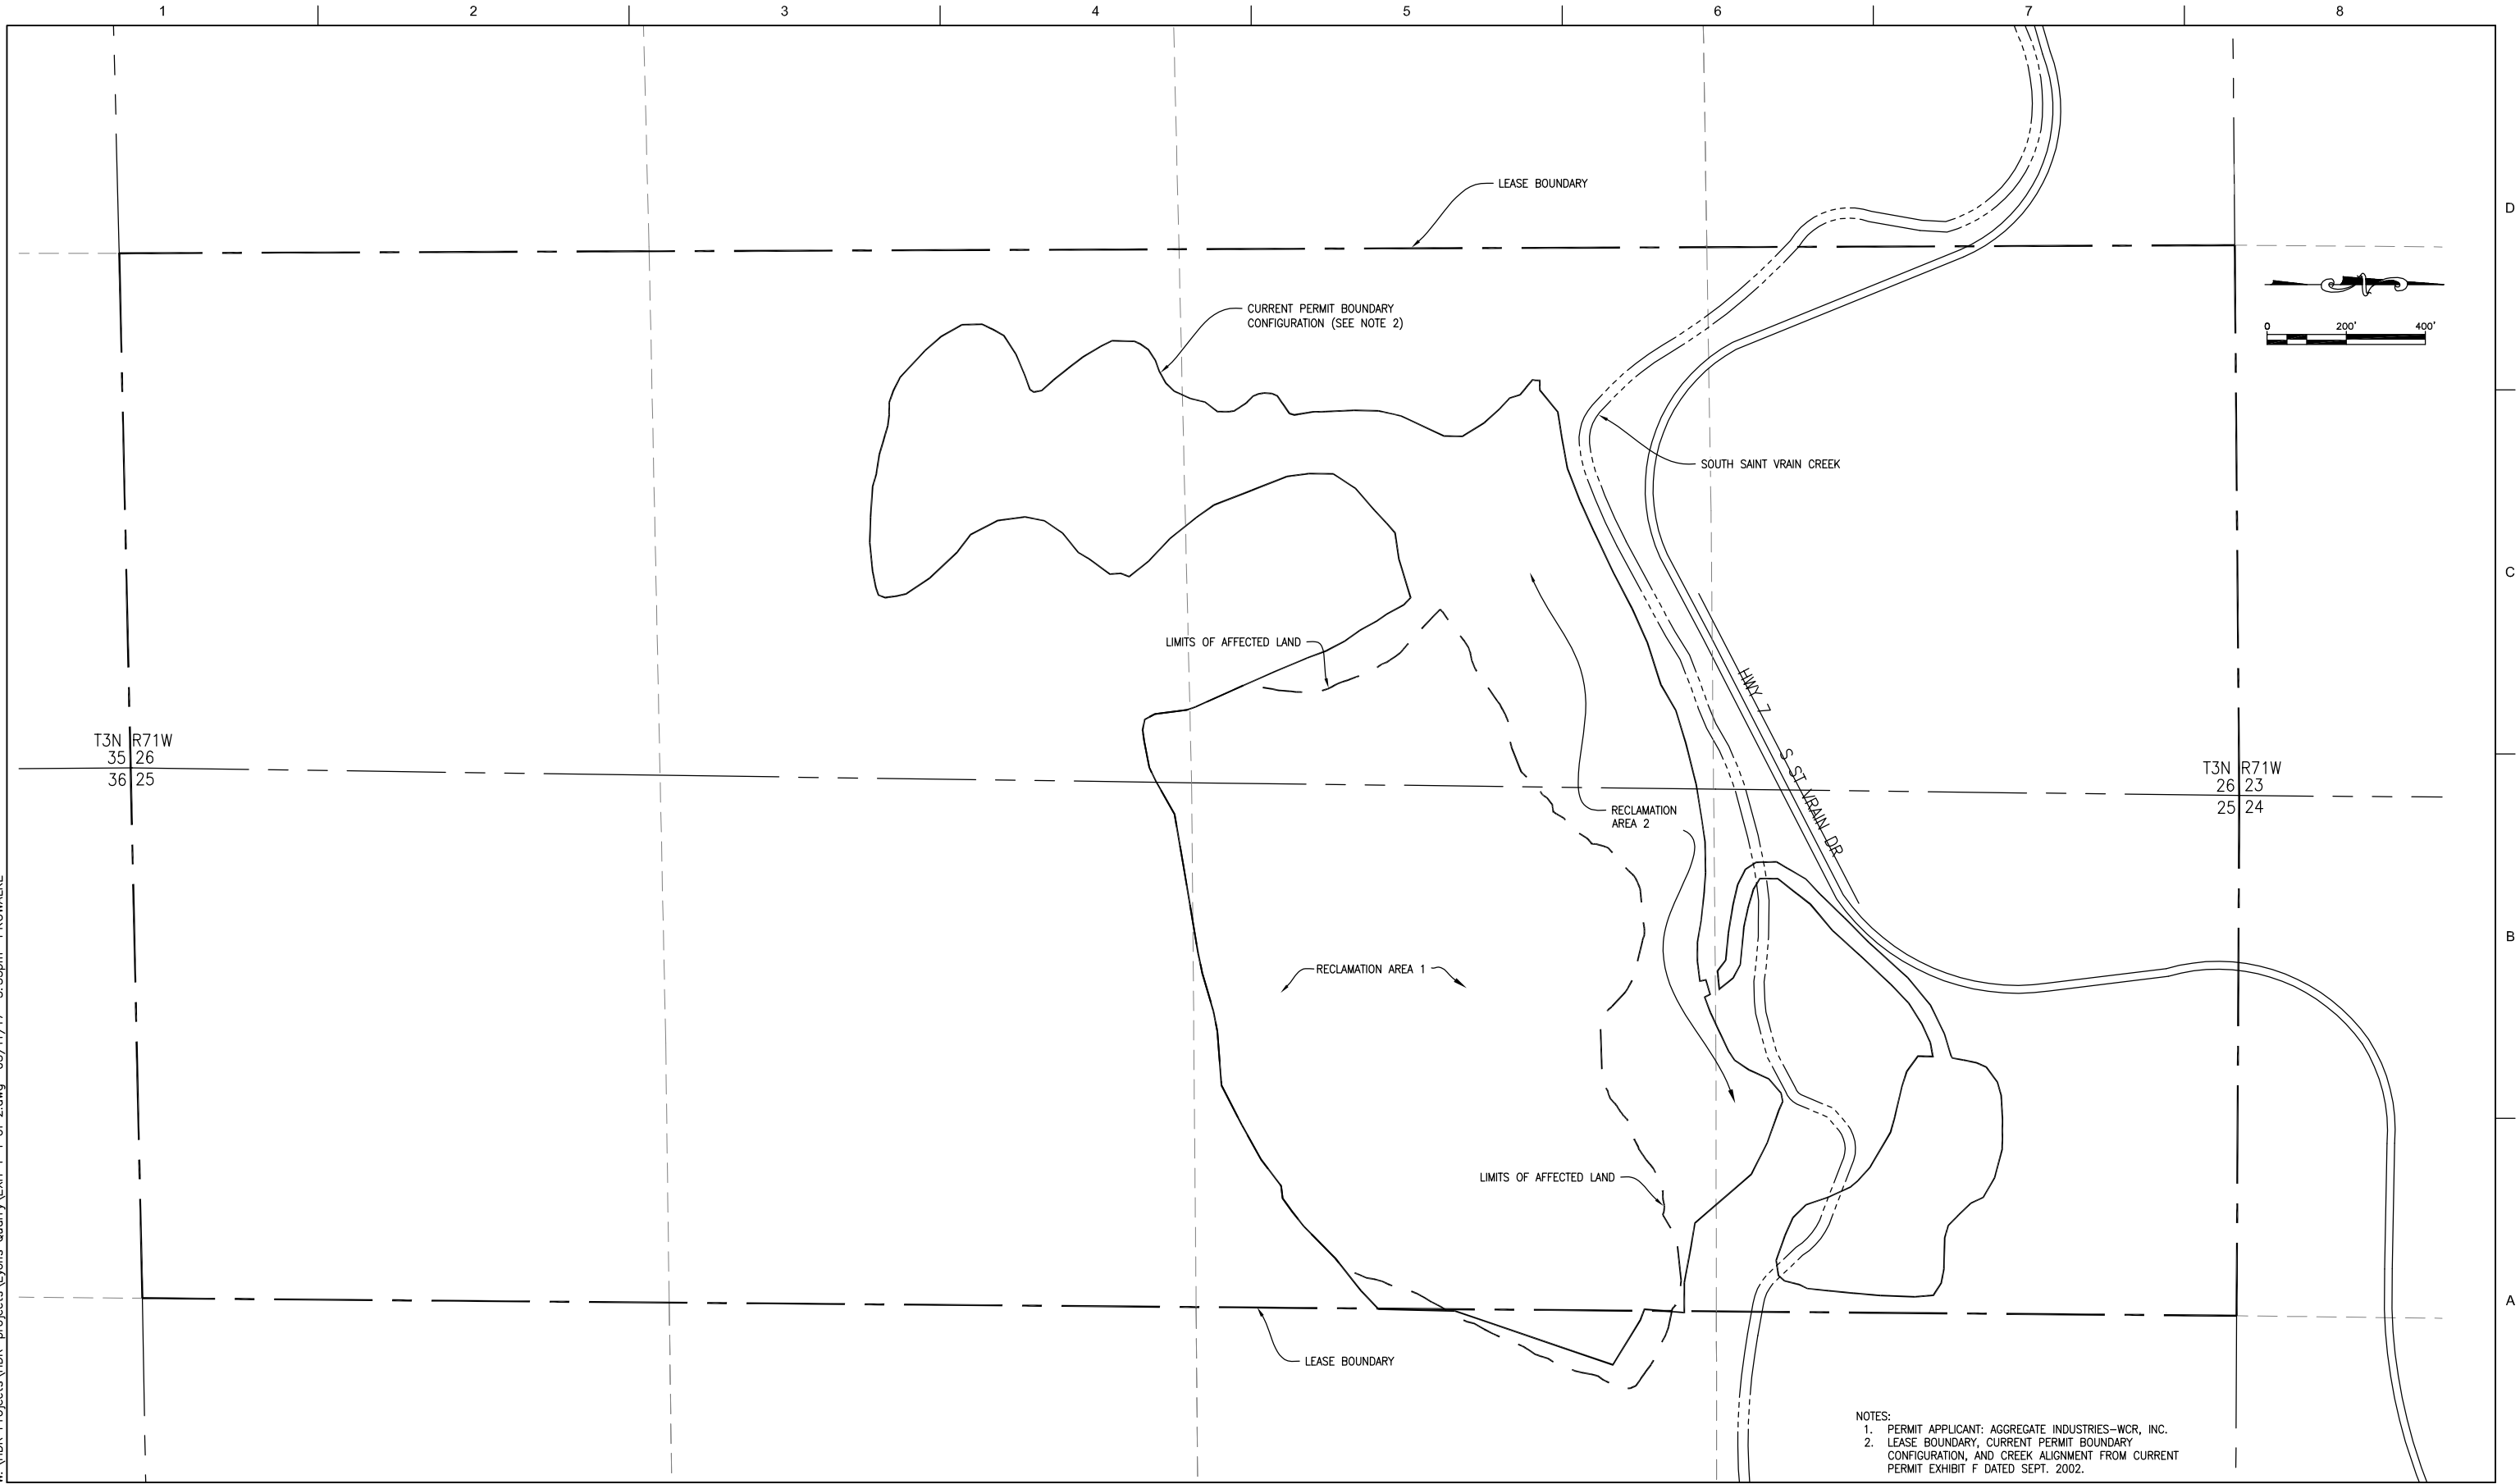 1 2 3 4 5 6 7 8
LEASE BOUNDARY
D
CURRENT PERMIT BOUNDARY
CONFIGURATION (SEE NOTE 2)
0 200' 400'
SOUTH SAINT VRAIN CREEK
C
LIMITS OF AFFECTED LAND
HWY 7
S ST VRAIN DR
T3N R71W
35 26
36 25
T3N R71W
26 23
25 24
RECLAMATION
AREA 2
B
RECLAMATION AREA 1
LIMITS OF AFFECTED LAND
A
LEASE BOUNDARY
NOTES:
1. PERMIT APPLICANT: AGGREGATE INDUSTRIES-WCR, INC.
2. LEASE BOUNDARY, CURRENT PERMIT BOUNDARY
CONFIGURATION, AND CREEK ALIGNMENT FROM CURRENT
PERMIT EXHIBIT F DATED SEPT. 2002.